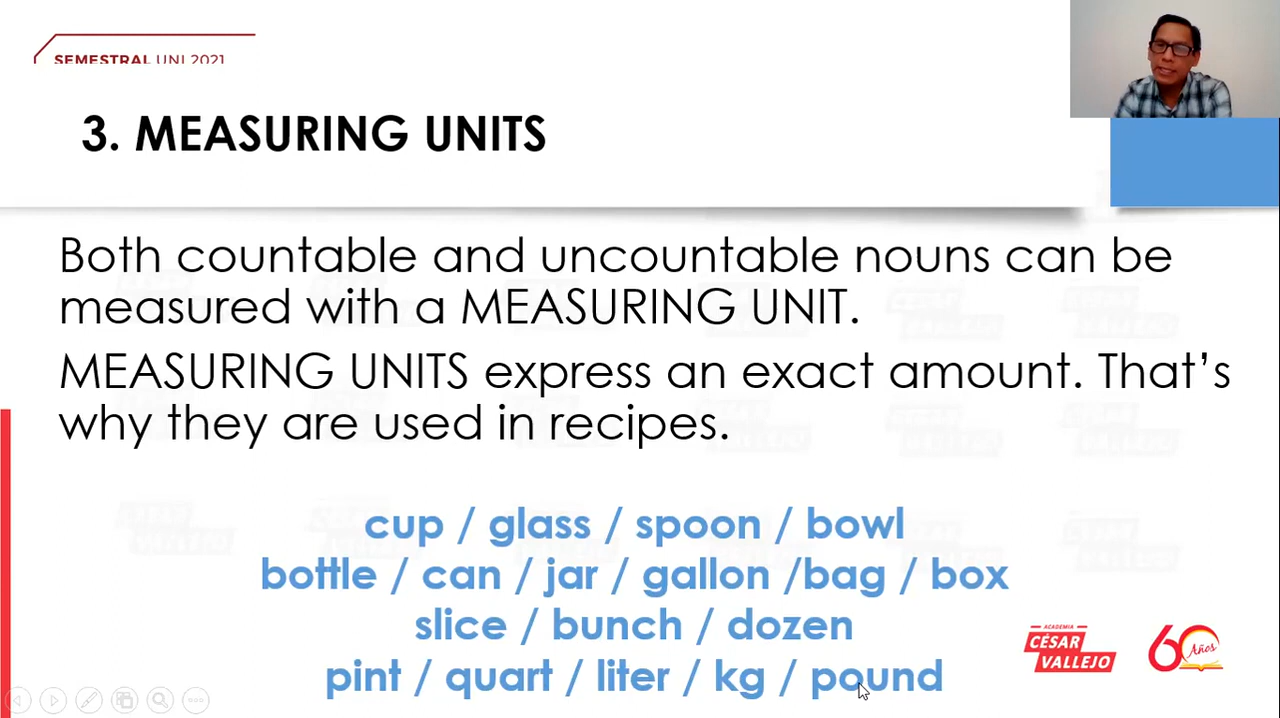 SEMESTRAL UNI 2021
3. MEASURING UNITS
Both countable and uncountable nouns can be
measured with a MEASURING UNIT.
MEASURING UNITS express an exact amount. That's
why they are used in recipes.
cup / glass / spoon / bowl
bottle / can / jar / gallon /bag / box
slice / bunch / dozen
pint / quart / liter / kg / pound
ACADEMIA
CÉSAR
VALLEJO
60 Años